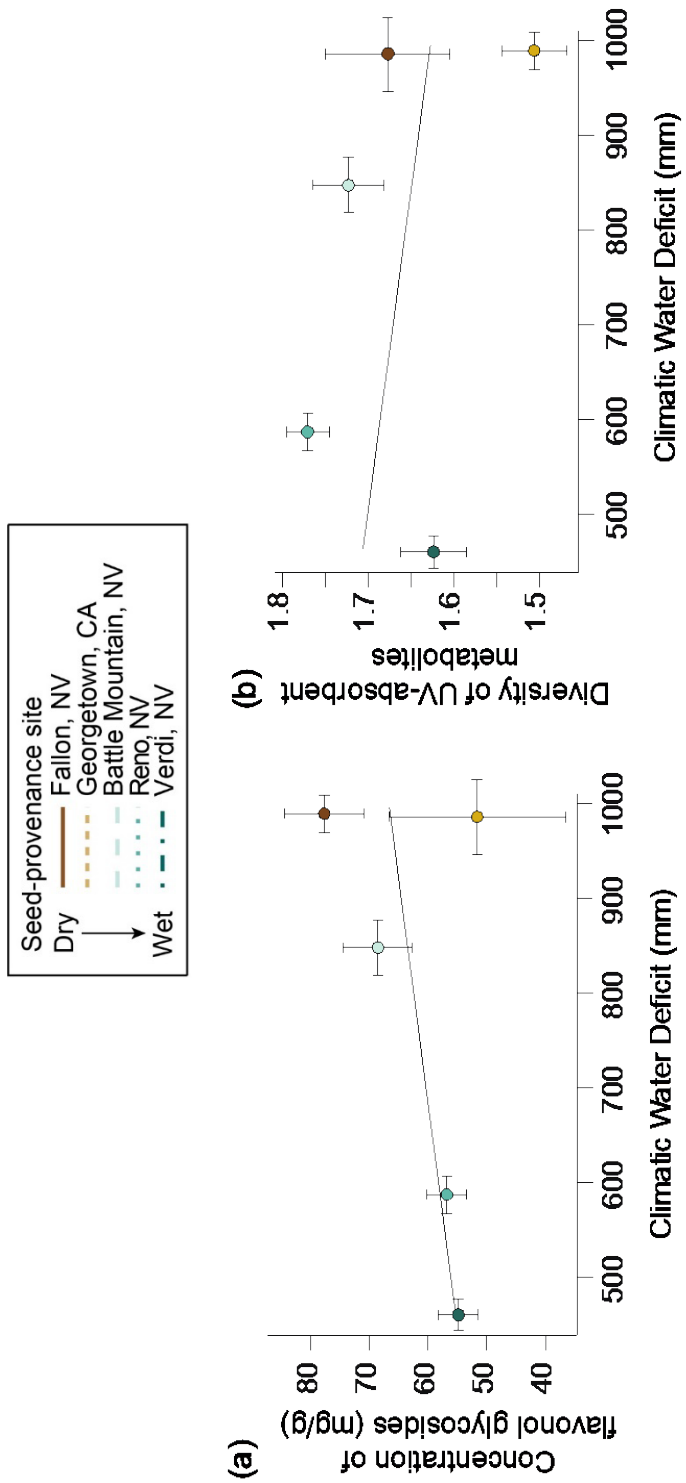 Seed-provenance site
Dry
Fallon, NV
Georgetown, CA
Battle Mountain, NV
Reno, NV
Wet
Verdi, NV
(a)
Concentration of
flavonol glycosides (mg/g)
80
70
60
50
40
500
600
700
800
900
1000
Climatic Water Deficit (mm)
(b)
Diversity of UV-absorbent
metabolites
1.8
1.7
1.6
1.5
500
600
700
800
900
1000
Climatic Water Deficit (mm)